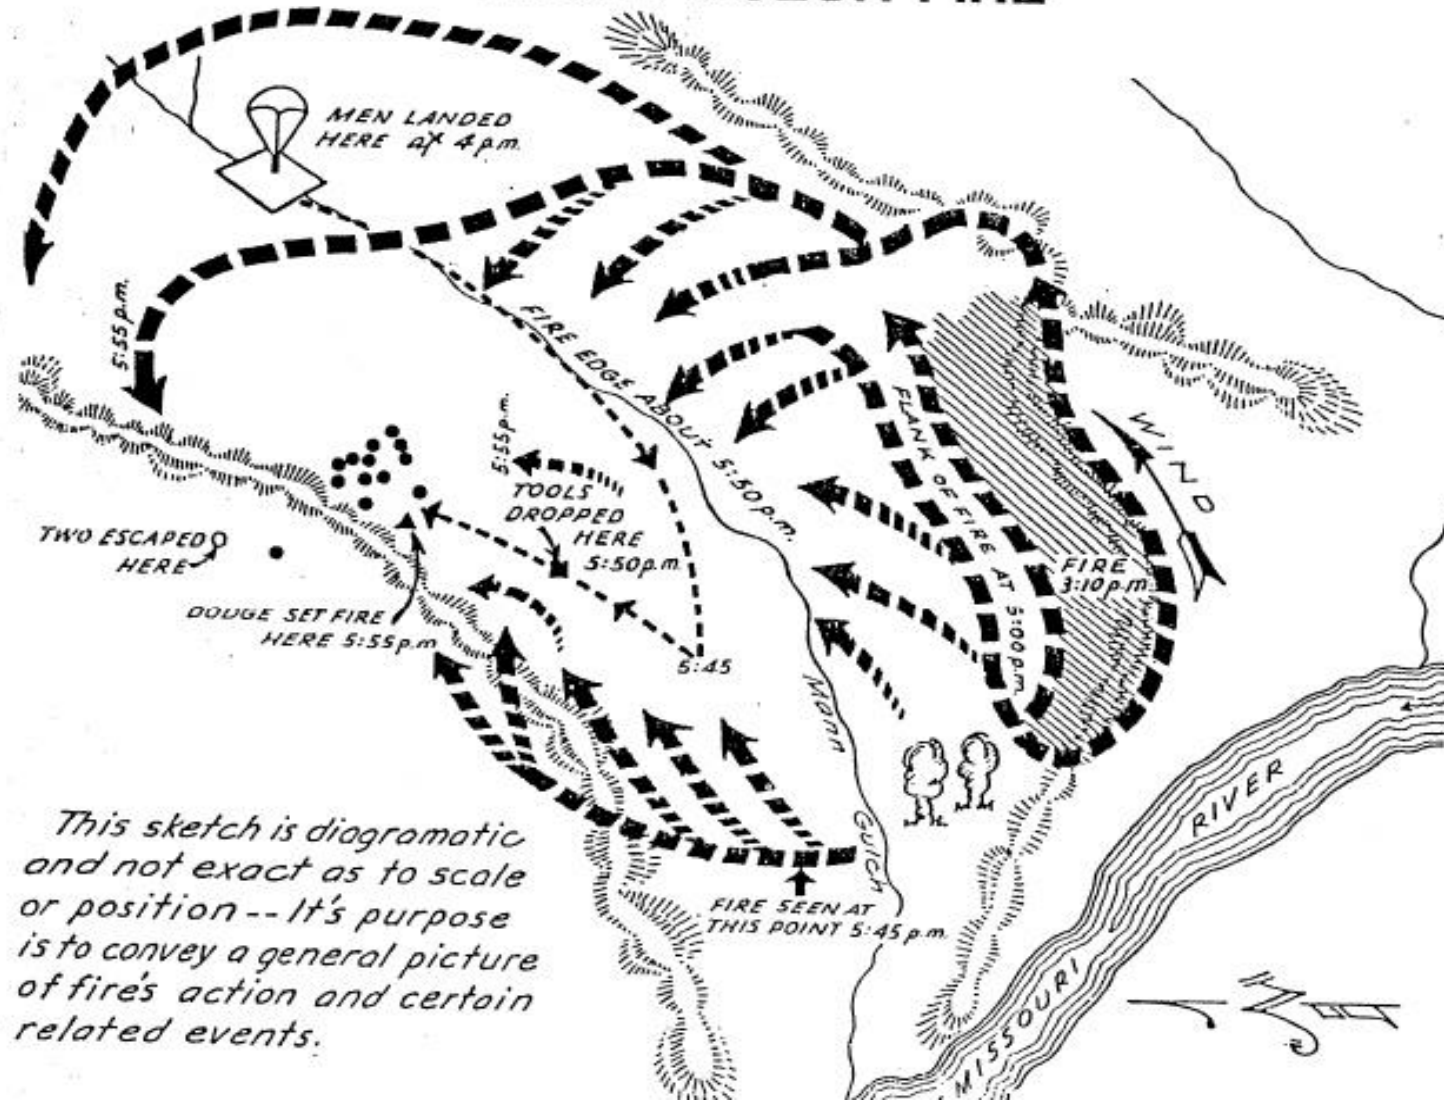 MEN LANDED
HERE at 4 p.m.
5:55 p.m.
FIRE EDGE ABOUT 5:50 p.m.
FLANK OF FIRE AT 5:00 p.m.
WIND
FIRE
3:10 p.m.
5:55 p.m.
TOOLS
DROPPED
HERE
5:50 p.m.
TWO ESCAPED
HERE
DODGE SET FIRE
HERE 5:55 p.m
5:45
Mann Gulch
FIRE SEEN AT
THIS POINT 5:45 p.m.
MISSOURI RIVER
This sketch is diagramatic
and not exact as to scale
or position -- It's purpose
is to convey a general picture
of fire's action and certain
related events.